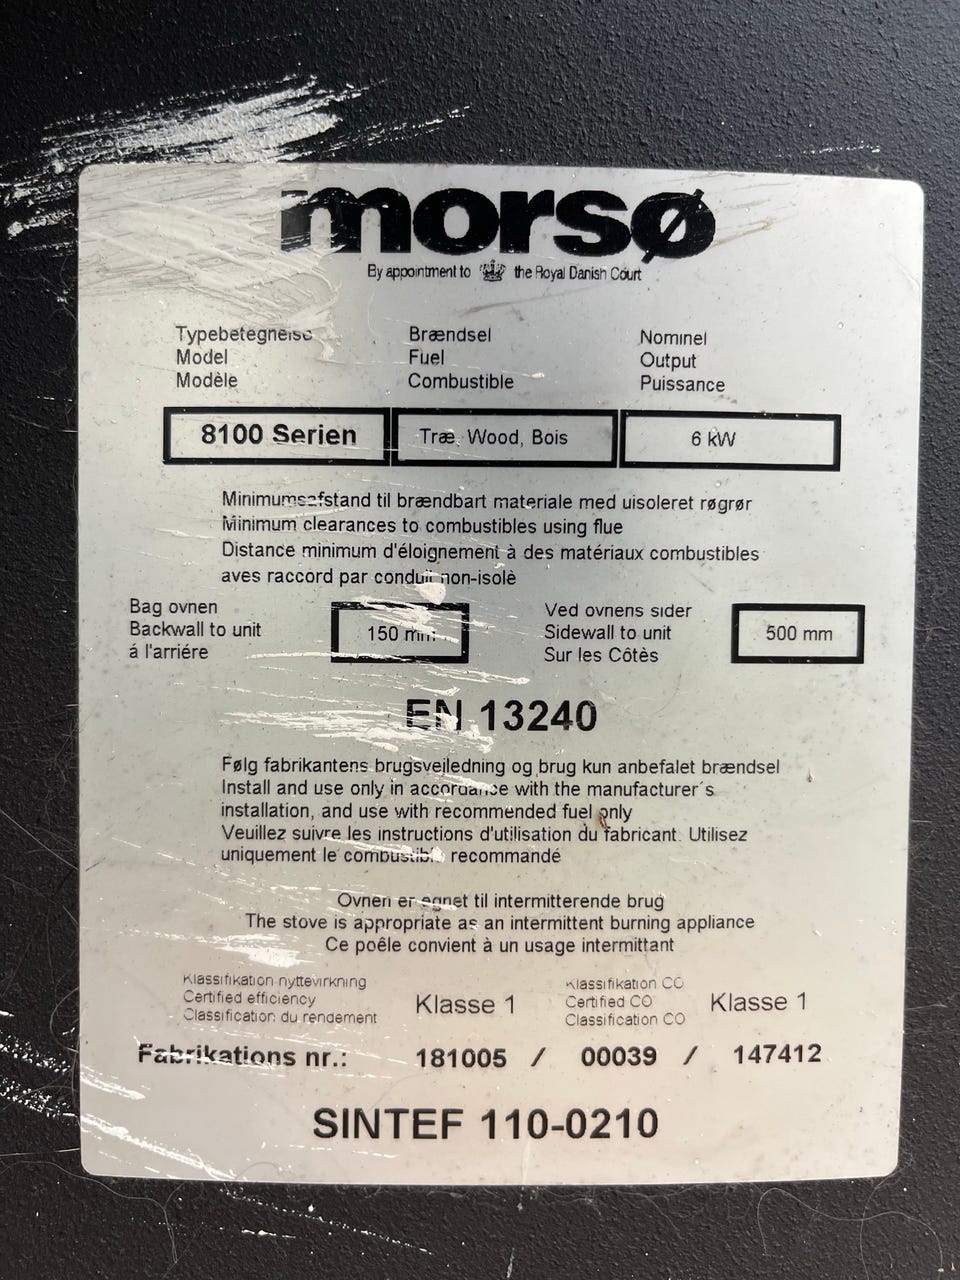 morsø
By appointment to the Royal Danish Court
Typebetegnelse
Model
Modèle
Brændsel
Fuel
Combustible
Nominel
Output
Puissance
8100 Serien
Træ, Wood, Bois
6 kW
Minimumsafstand til brændbart materiale med uisoleret røgrør
Minimum clearances to combustibles using flue
Distance minimum d'éloignement à des matériaux combustibles
aves raccord par conduit non-isolè
Bag ovnen
Backwall to unit
á l'arriére
150 mm
Ved ovnens sider
Sidewall to unit
Sur les Côtès
500 mm
EN 13240
Følg fabrikantens brugsvejledning og brug kun anbefalet brændsel
Install and use only in accordance with the manufacturer´s
installation, and use with recommended fuel only
Veuillez suivre les instructions d'utilisation du fabricant. Utilisez
uniquement le combustible recommandé
Ovnen er egnet til intermitterende brug
The stove is appropriate as an intermittent burning appliance
Ce poêle convient à un usage intermittant
Klassifikation nyttevirkning
Certified efficiency
Classification du rendement
Klasse 1
Klassifikation CO
Certified CO
Classification CO
Klasse 1
Fabrikations nr.: 181005 / 00039 / 147412
SINTEF 110-0210